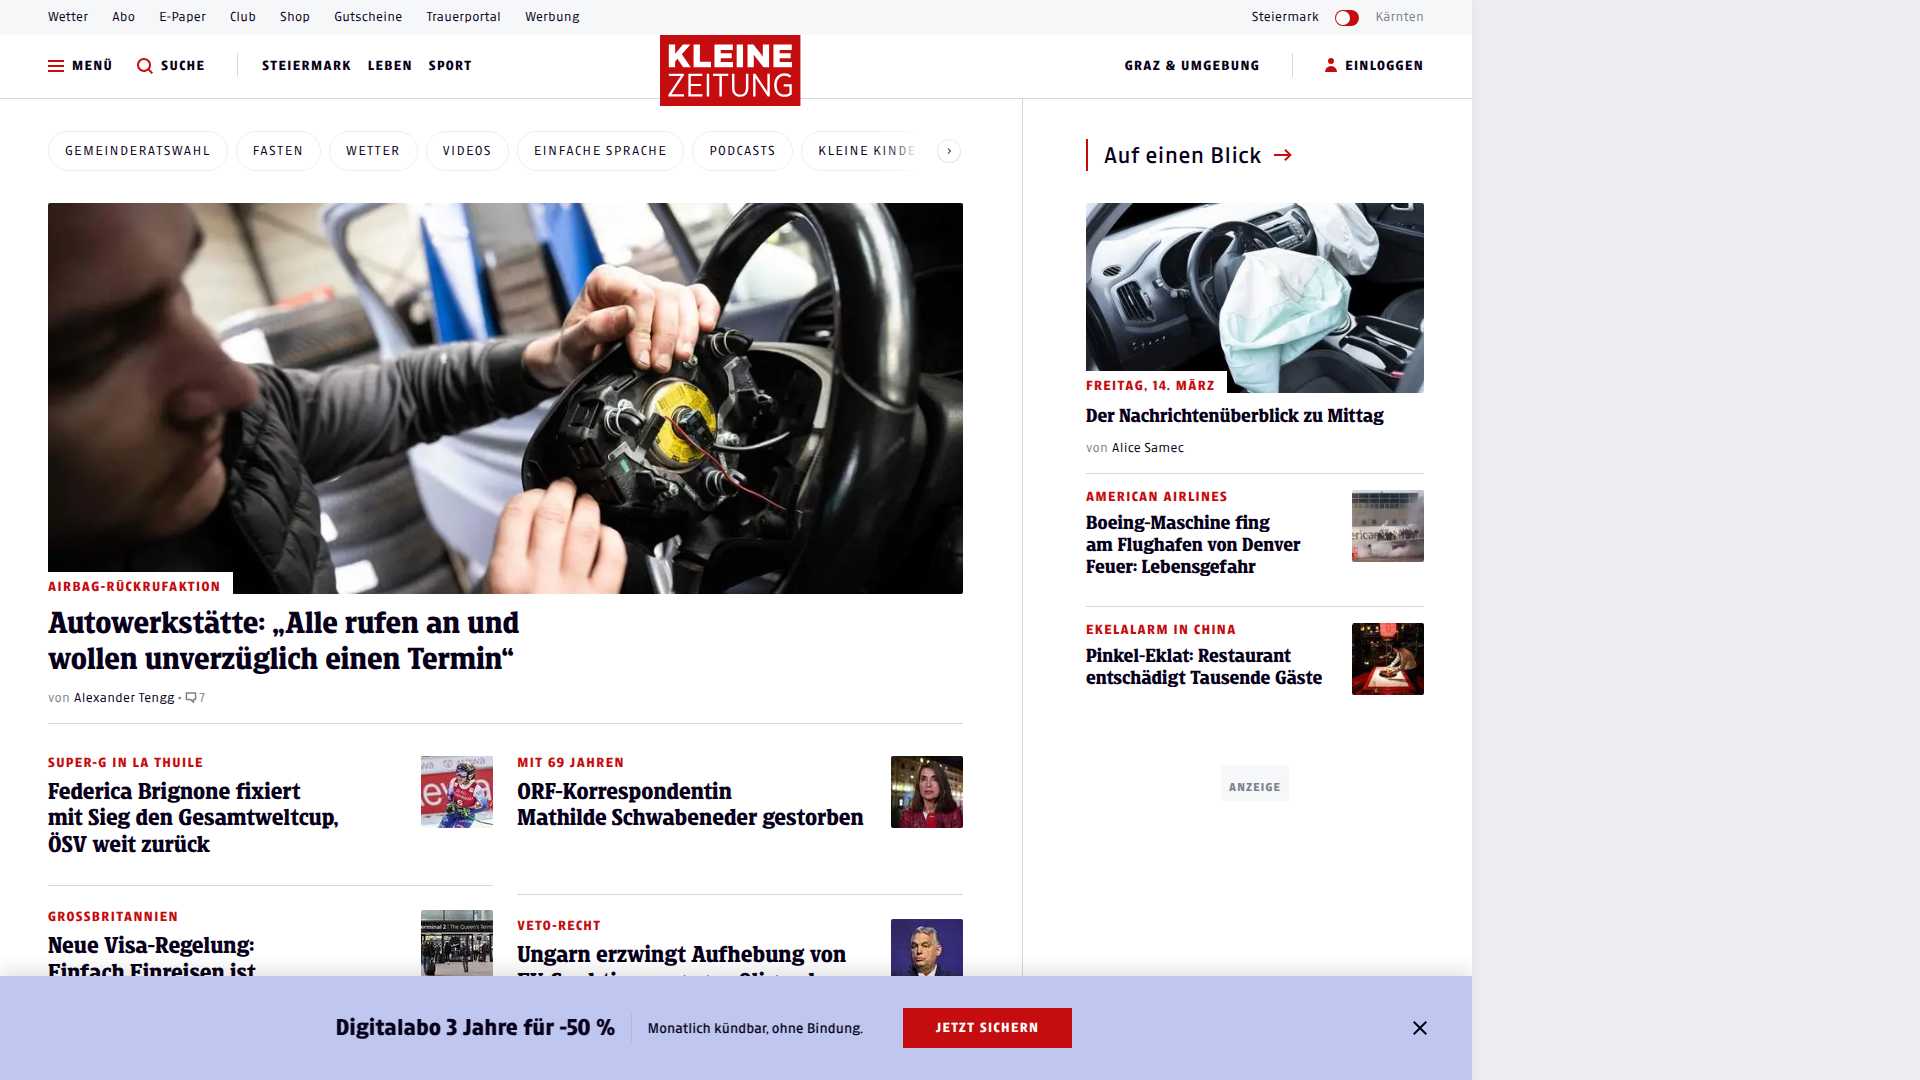 Wetter Abo E-Paper Club Shop Gutscheine Trauerportal Werbung Steiermark Kärnten
MENÜ SUCHE STEIERMARK LEBEN SPORT KLEINE ZEITUNG GRAZ & UMGEBUNG EINLOGGEN
GEMEINDERATSWAHL FASTEN WETTER VIDEOS EINFACHE SPRACHE PODCASTS KLEINE KINDE
AIRBAG-RÜCKRUFAKTION
Autowerkstätte: „Alle rufen an und
wollen unverzüglich einen Termin“
von Alexander Tengg • 7
SUPER-G IN LA THUILE
Federica Brignone fixiert
mit Sieg den Gesamtweltcup,
ÖSV weit zurück
MIT 69 JAHREN
ORF-Korrespondentin
Mathilde Schwabeneder gestorben
GROSSBRITANNIEN
Neue Visa-Regelung:
Einfach Einreisen ist
VETO-RECHT
Ungarn erzwingt Aufhebung von
Auf einen Blick
FREITAG, 14. MÄRZ
Der Nachrichtenüberblick zu Mittag
von Alice Samec
AMERICAN AIRLINES
Boeing-Maschine fing
am Flughafen von Denver
Feuer: Lebensgefahr
EKELALARM IN CHINA
Pinkel-Eklat: Restaurant
entschädigt Tausende Gäste
ANZEIGE
Digitalabo 3 Jahre für -50 % Monatlich kündbar, ohne Bindung. JETZT SICHERN